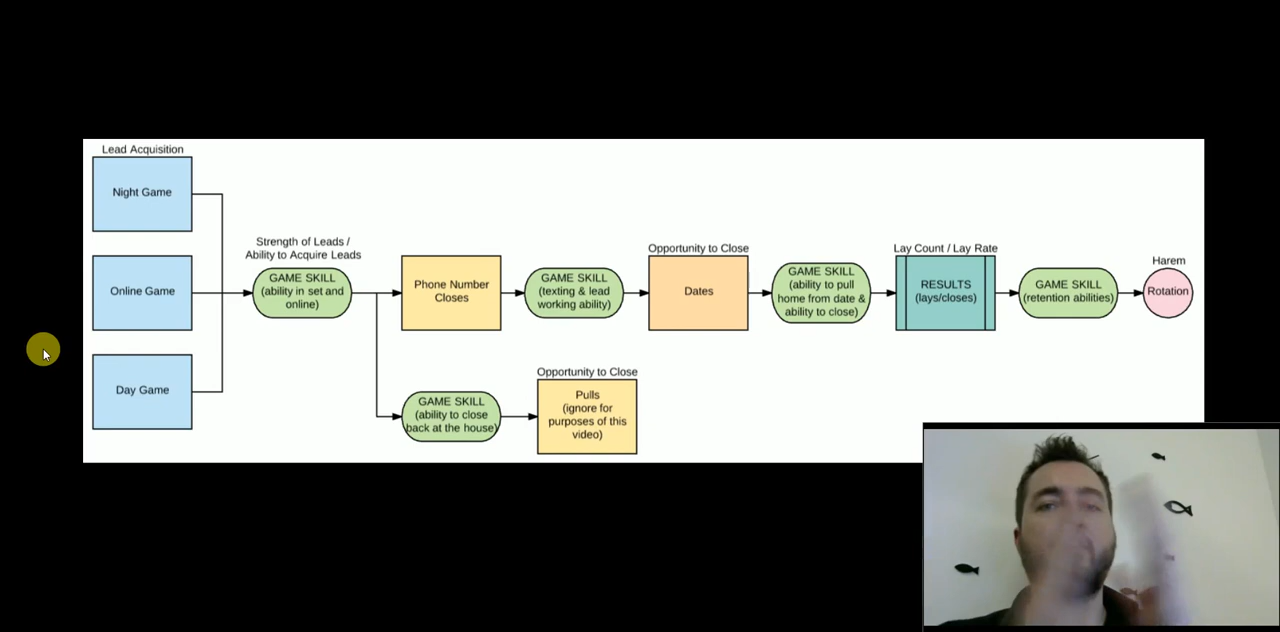 Lead Acquisition
Night Game
Online Game
Day Game
Strength of Leads /
Ability to Acquire Leads
GAME SKILL
(ability in set and
online)
Phone Number
Closes
GAME SKILL
(texting & lead
working ability)
Opportunity to Close
Dates
GAME SKILL
(ability to pull
home from date &
ability to close)
Lay Count / Lay Rate
RESULTS
(lays/closes)
GAME SKILL
(retention abilities)
Harem
Rotation
GAME SKILL
(ability to close
back at the house)
Opportunity to Close
Pulls
(ignore for
purposes of this
video)